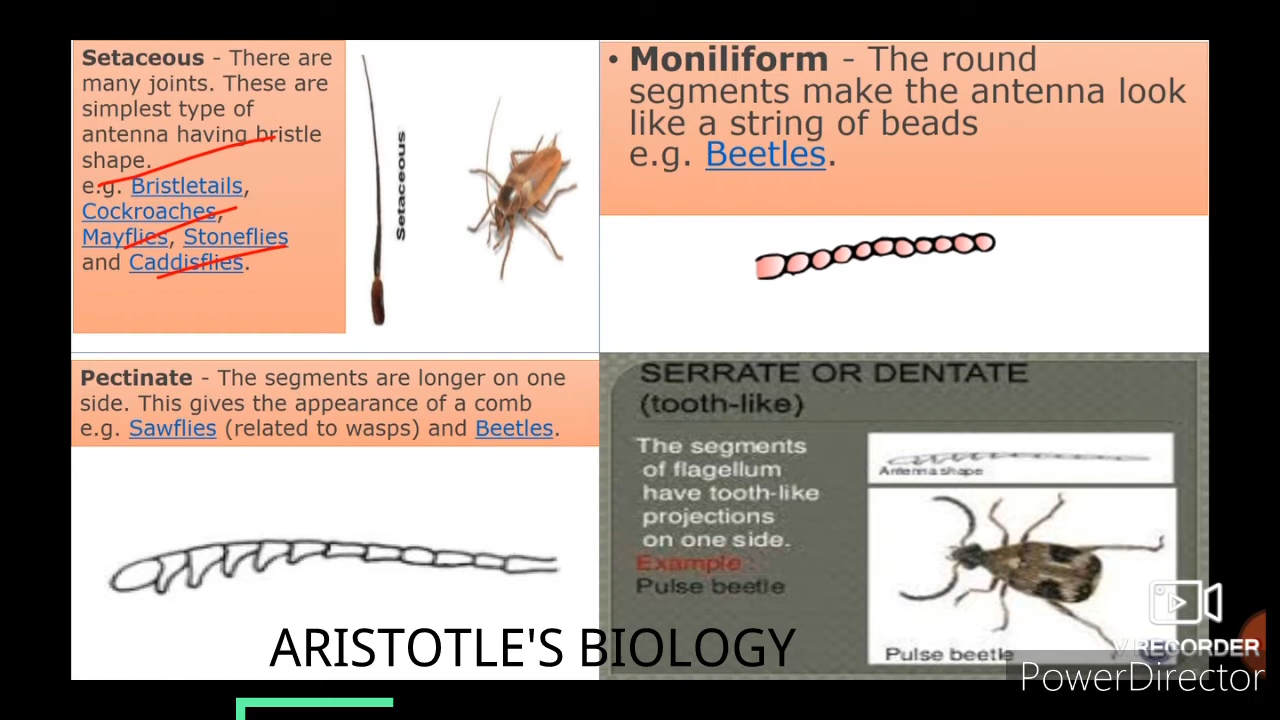 Setaceous - There are
many joints. These are
simplest type of
antenna having bristle
shape.
e.g. Bristletails,
Cockroaches,
Mayflies, Stoneflies
and Caddisflies.
Setaceous
• Moniliform - The round
segments make the antenna look
like a string of beads
e.g. Beetles.
Pectinate - The segments are longer on one
side. This gives the appearance of a comb
e.g. Sawflies (related to wasps) and Beetles.
SERRATE OR DENTATE
(tooth-like)
The segments
of flagellum
have tooth-like
projections
on one side.
Example :
Pulse beetle
Antenna shape
Pulse beetle
ARISTOTLE'S BIOLOGY
V RECORDER
PowerDirector